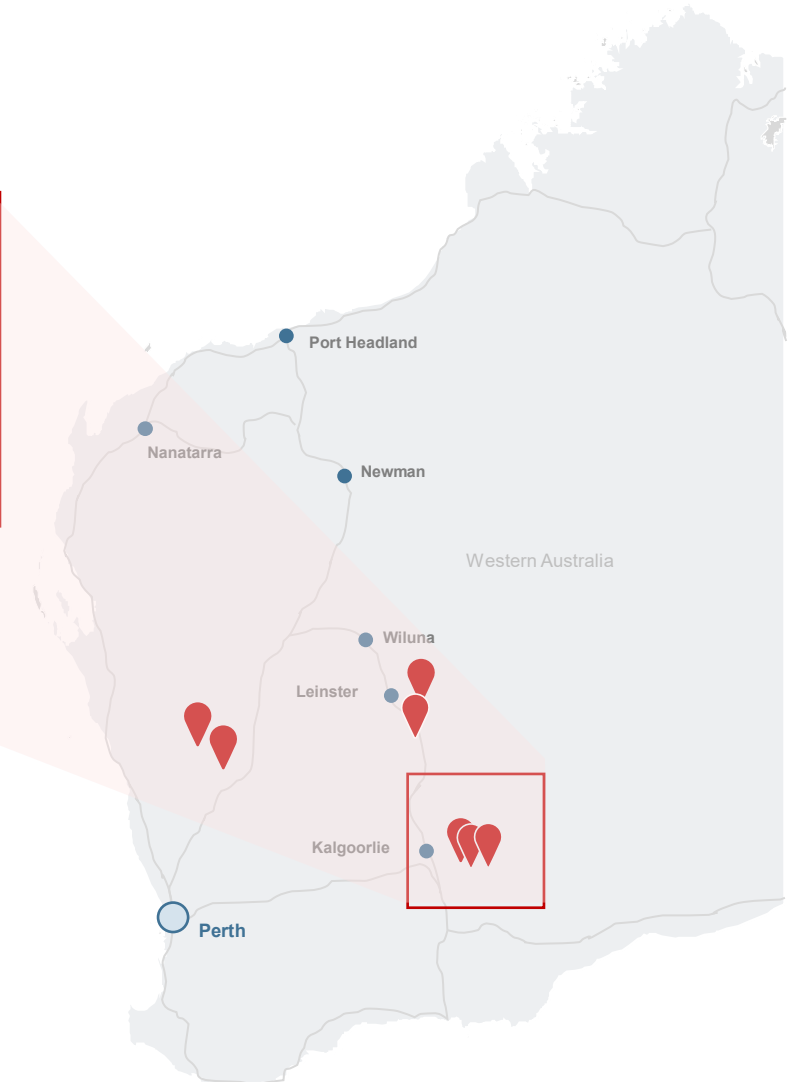 Port Headland
Nanatarra
Newman
Western Australia
Wiluna
Leinster
Kalgoorlie
Perth